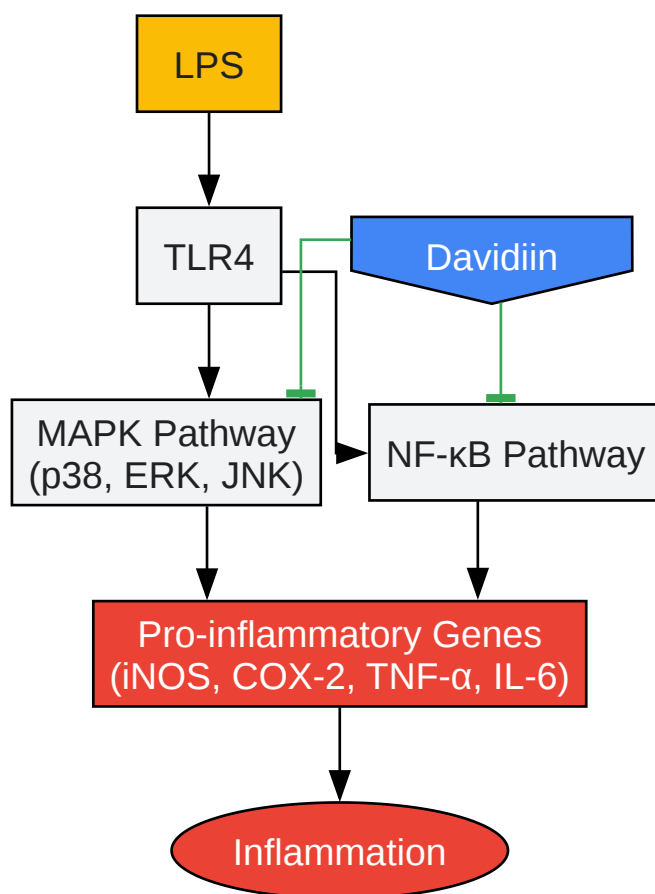 LPS
TLR4
Davidiin
MAPK Pathway
(p38, ERK, JNK)
NF-κB Pathway
Pro-inflammatory Genes
(iNOS, COX-2, TNF-α, IL-6)
Inflammation